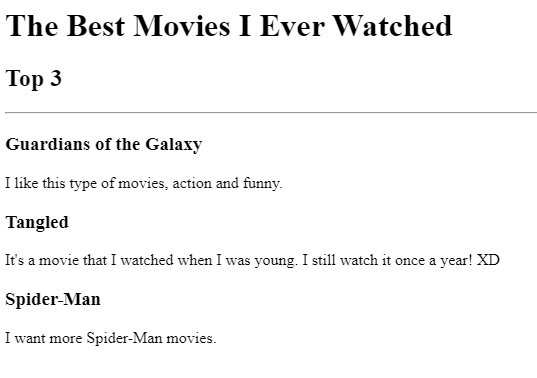 The Best Movies I Ever Watched
Top 3
Guardians of the Galaxy
I like this type of movies, action and funny.
Tangled
It's a movie that I watched when I was young. I still watch it once a year! XD
Spider-Man
I want more Spider-Man movies.